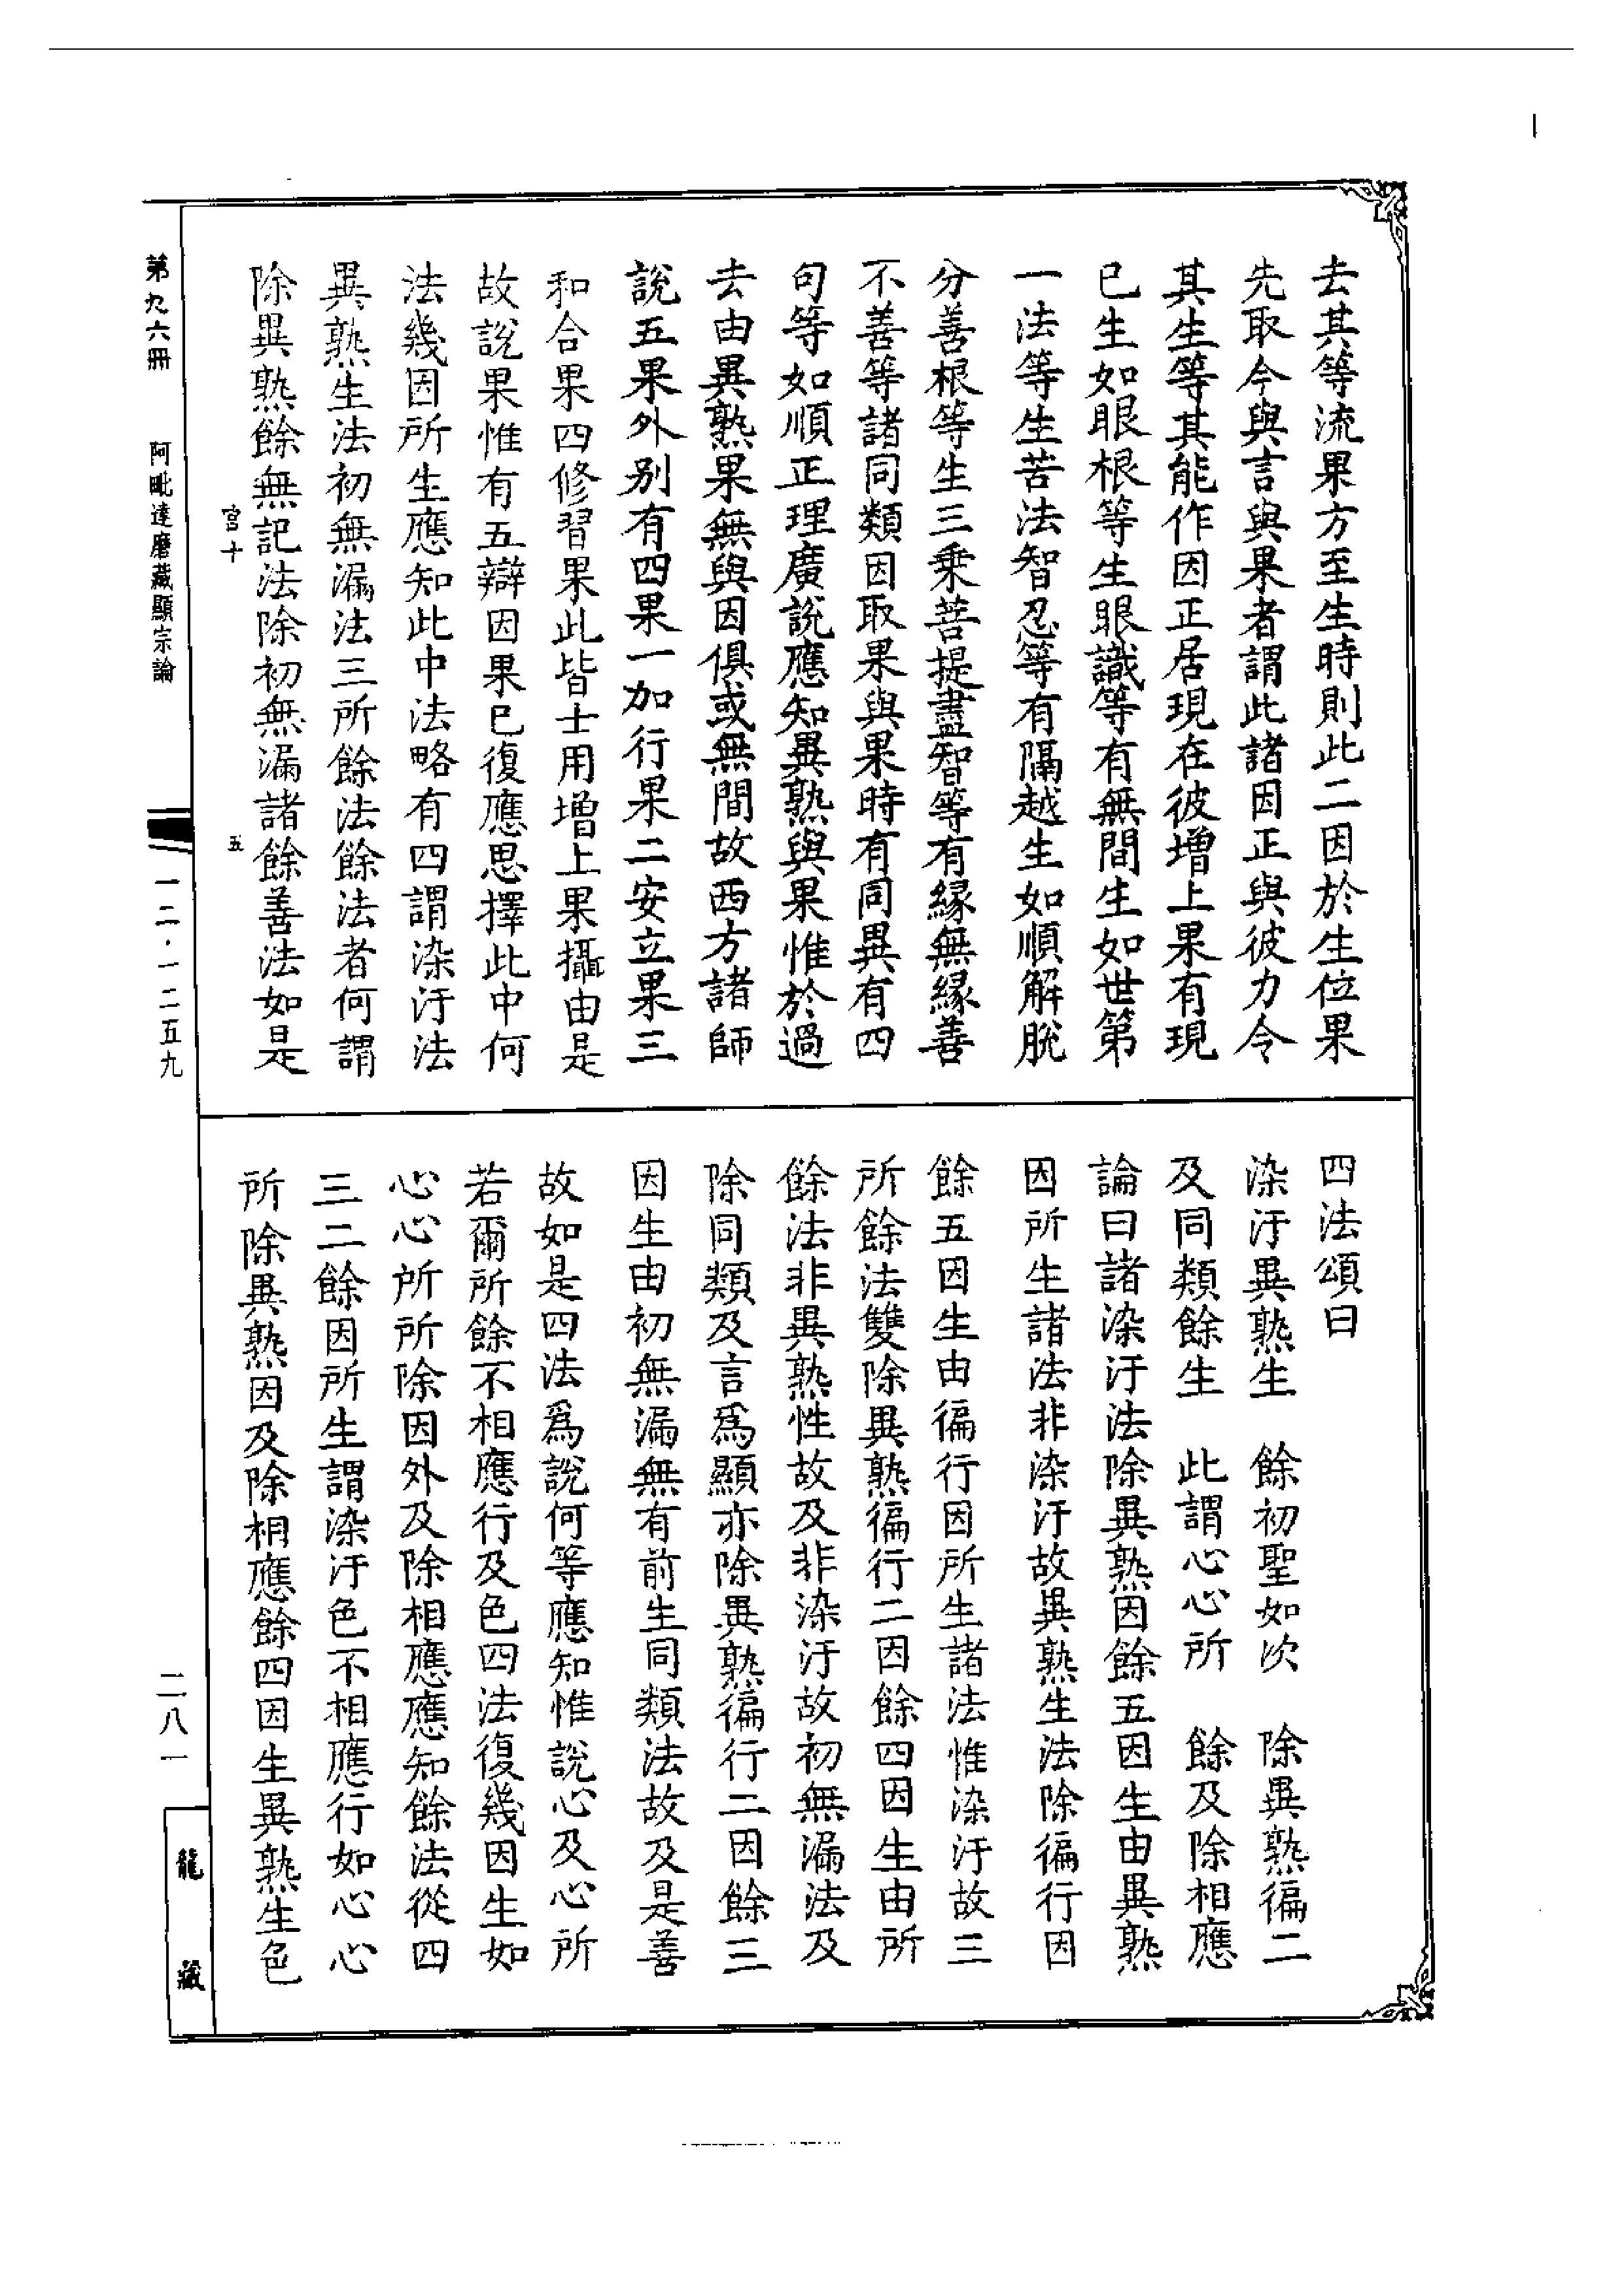 去其等流果方至生時則此二因於生位果
先取今與言與果者謂此諸因正與彼力令
其生等其能作因正居現在彼增上果有現
已生如眼根等生眼識等有無間生如世第
一法等生苦法智忍等有隔越生如順解脫
分善根等生三乘菩提盡智等有緣無緣善
不善等諸同類因取果與果時有同異有四
句等如順正理廣說應知異熟與果惟於過
去由異熟果無與因俱或無間故西方諸師
說五果外別有四果一加行果二安立果三
和合果四修習果此皆士用增上果攝由是
故說果惟有五辯因果已復應思擇此中何
法幾因所生應知此中法略有四謂染汙法
異熟生法初無漏法三所餘法餘法者何謂
除異熟餘無記法除初無漏諸餘善法如是
四法頌曰
染汙異熟生 餘初聖如次 除異熟徧二
及同類餘生 此謂心心所 餘及除相應
論曰諸染汙法除異熟因餘五因生由異熟
因所生諸法非染汙故異熟生法除徧行因
餘五因生由徧行因所生諸法惟染汙故三
所餘法雙除異熟徧行二因餘四因生由所
餘法非異熟性故及非染汙故初無漏法及
除同類及言為顯亦除異熟徧行二因餘三
因生由初無漏無有前生同類法故及是善
故如是四法為說何等應知惟說心及心所
若爾所餘不相應行及色四法復幾因生如
心心所所除因外及除相應應知餘法從四
三二餘因所生謂染汙色不相應行如心心
所除異熟因及除相應餘四因生異熟生色
宮十
五
第九六冊 阿毗達磨藏顯宗論
一二·一二五九
二八一
龍藏